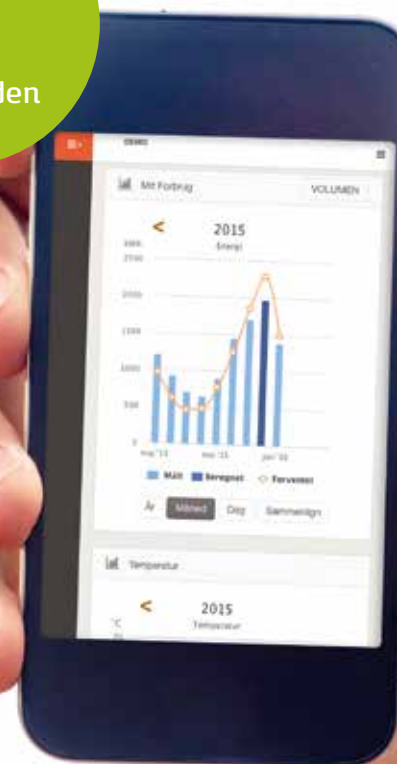 den
DEMO
Mit Forbrug
VOLUMEN
<
2015
Energi
2500
2000
1500
1000
500
0
Målt
Beregnet
Forventet
År
Måned
Dag
Sammenlign
Temperatur
<
2015
Temperatur
°C